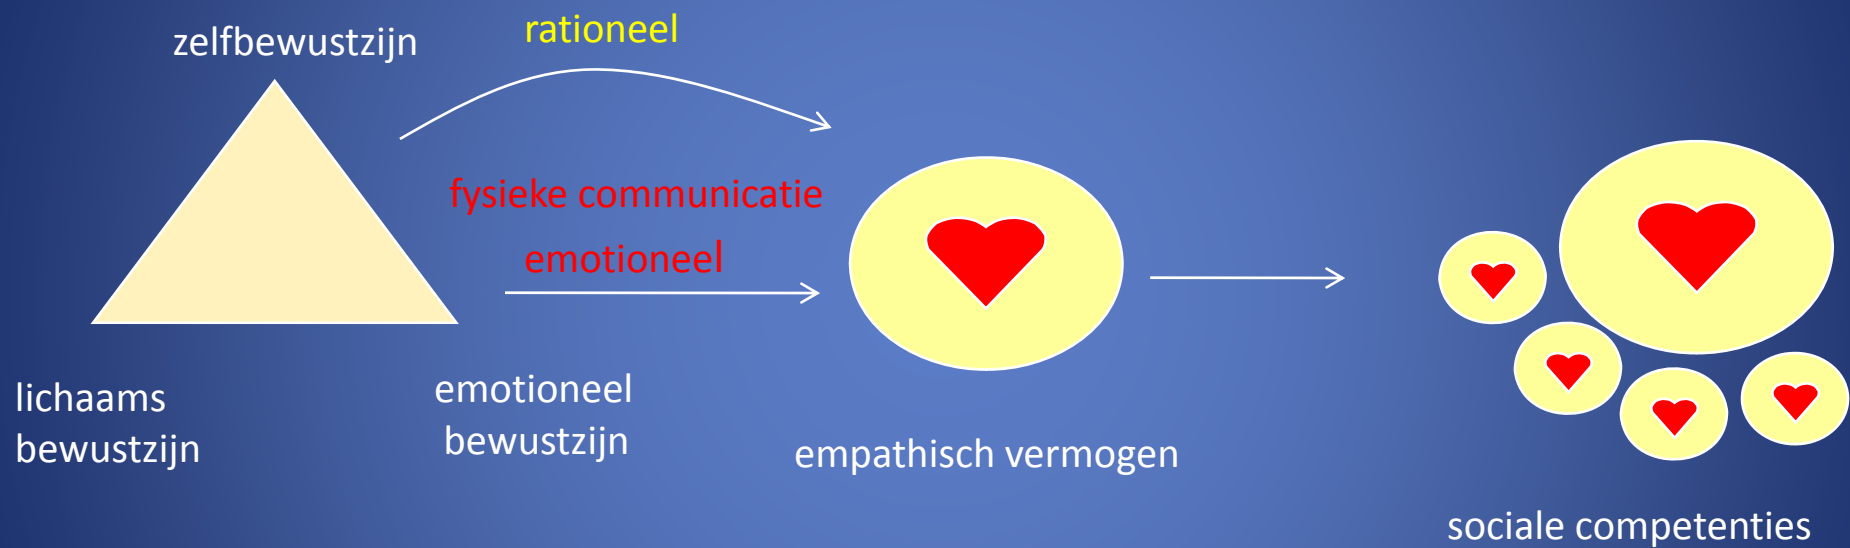 zelfbewustzijn
rationeel
fysieke communicatie
emotioneel
lichaams
bewustzijn
emotioneel
bewustzijn
empathisch vermogen
sociale competenties